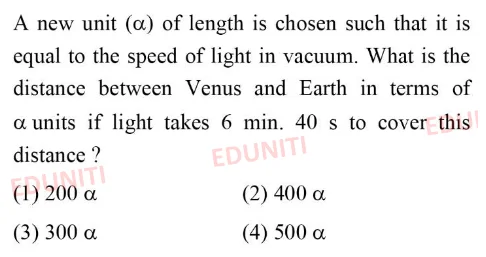 A new unit (α) of length is chosen such that it is
equal to the speed of light in vacuum. What is the
distance between Venus and Earth in terms of
α units if light takes 6 min. 40 s to cover this
distance ?
EDUNITI
EDUNITI
(1) 200 α (2) 400 α
(3) 300 α (4) 500 α